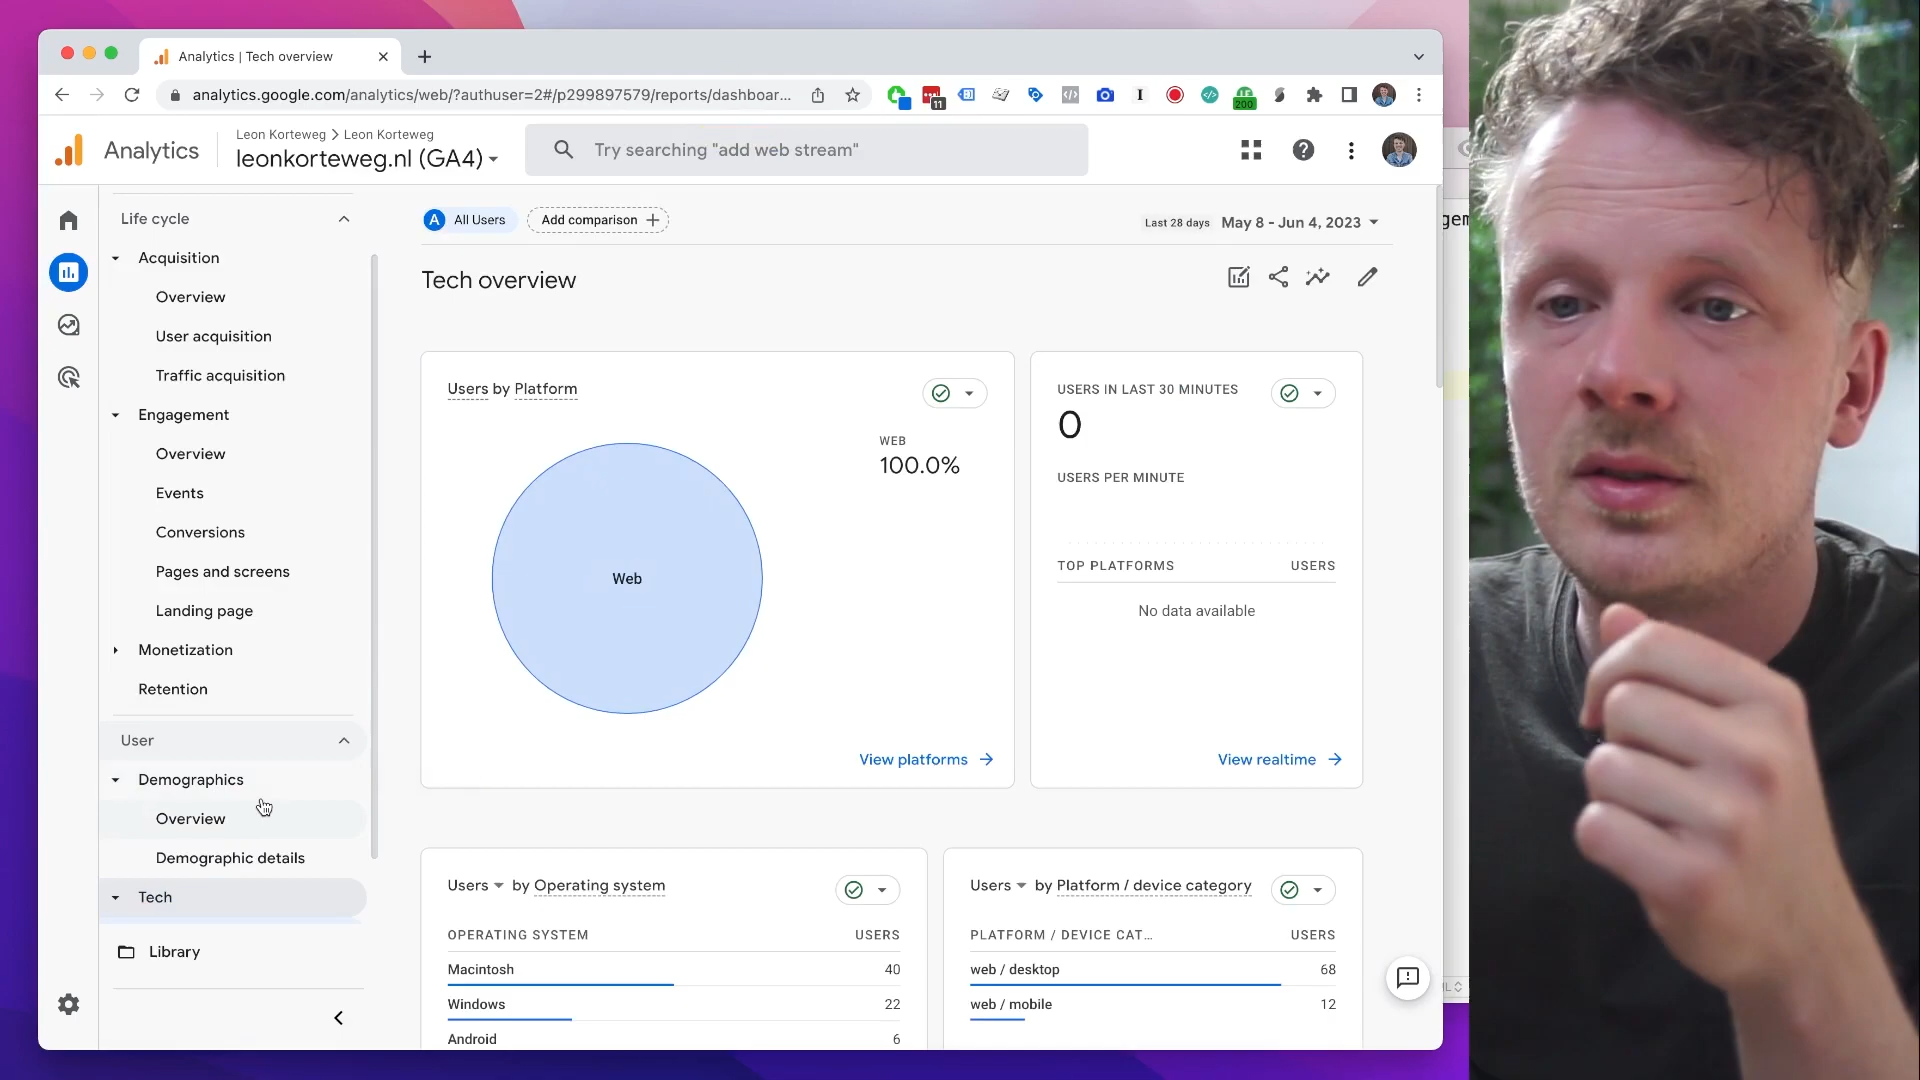 Analytics | Tech overview
analytics.google.com/analytics/web/?authuser=2#/p299897579/reports/dashboar...
11
200
Analytics
Leon Korteweg > Leon Korteweg
leonkorteweg.nl (GA4)
Try searching "add web stream"
Life cycle
Acquisition
Overview
User acquisition
Traffic acquisition
Engagement
Overview
Events
Conversions
Pages and screens
Landing page
Monetization
Retention
User
Demographics
Overview
Demographic details
Tech
Library
A All Users
Add comparison +
Last 28 days May 8 - Jun 4, 2023
Tech overview
Users by Platform
WEB
100.0%
Web
View platforms
USERS IN LAST 30 MINUTES
0
USERS PER MINUTE
TOP PLATFORMS USERS
No data available
View realtime
Users by Operating system
OPERATING SYSTEM USERS
Macintosh 40
Windows 22
Android 6
Users by Platform / device category
PLATFORM / DEVICE CAT... USERS
web / desktop 68
web / mobile 12
gem